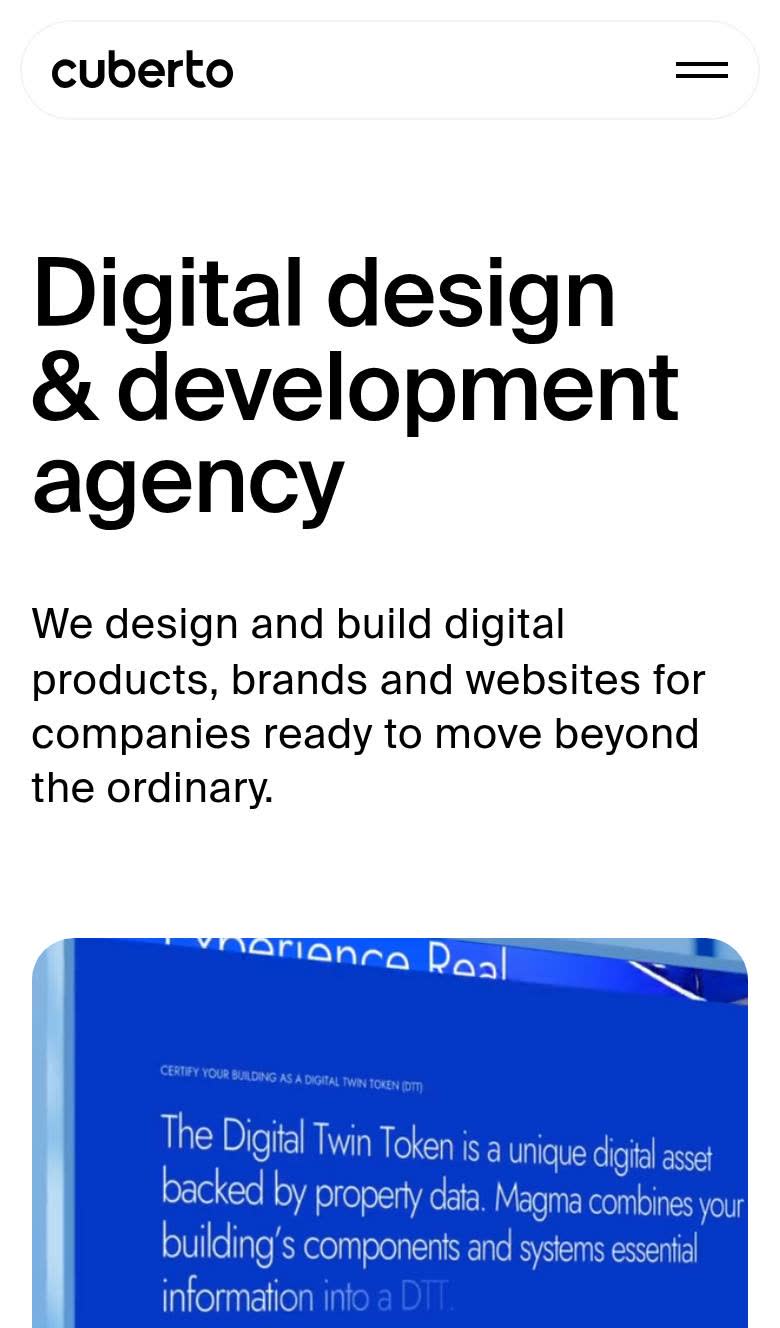 cuberto
Digital design
& development
agency
We design and build digital
products, brands and websites for
companies ready to move beyond
the ordinary.
Experience Real
CERTIFY YOUR BUILDING AS A DIGITAL TWIN TOKEN (DTT)
The Digital Twin Token is a unique digital asset
backed by property data. Magma combines your
building's components and systems essential
information into a DTT.